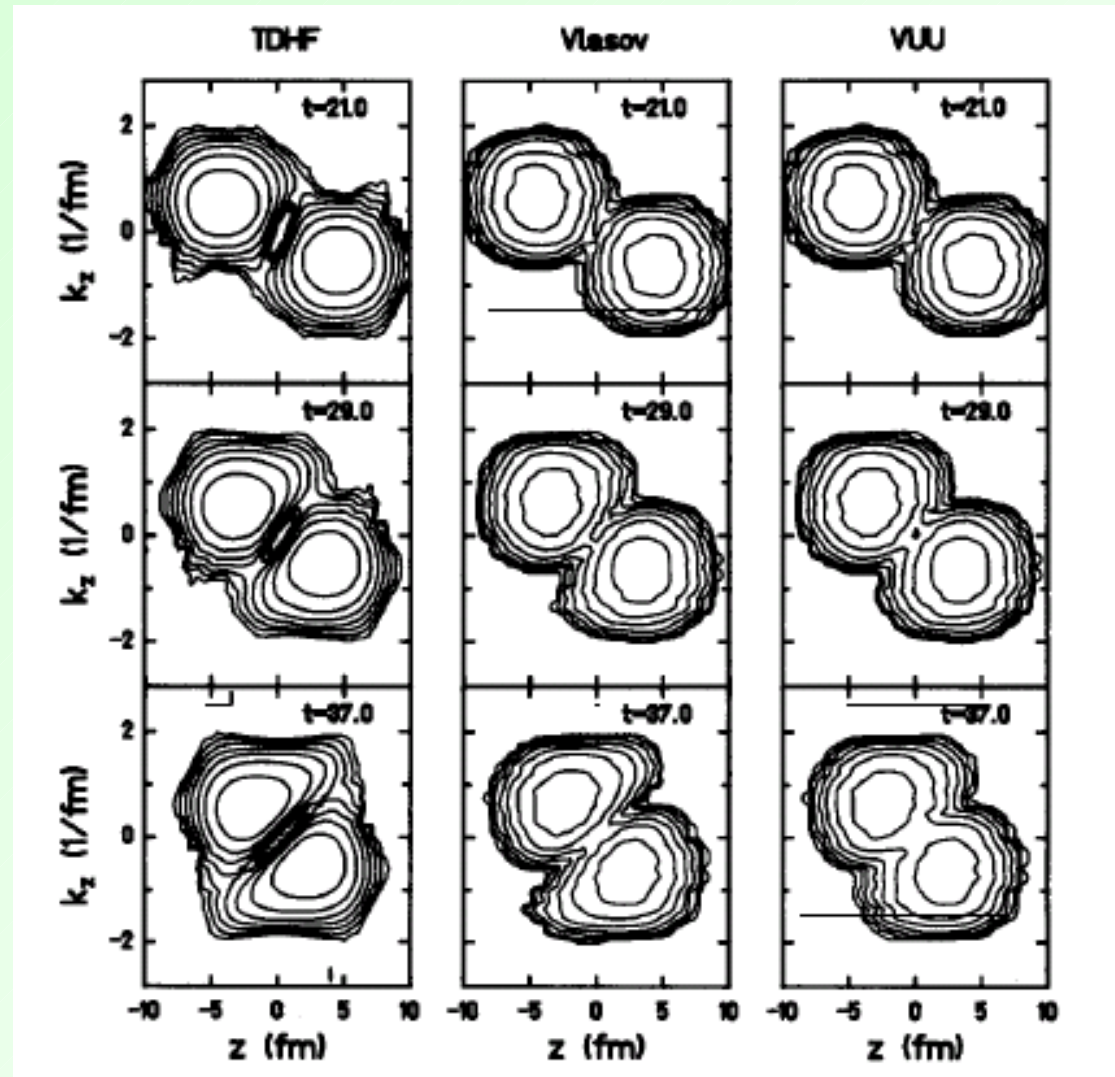 TDHF Vlasov VUU
t=21.0 t=21.0 t=21.0
2
0
-2
k_z (1/fm)
t=29.0 t=29.0 t=29.0
2
0
-2
k_z (1/fm)
t=37.0 t=37.0 t=37.0
2
0
-2
k_z (1/fm)
-10 -5 0 5 10 -5 0 5 10 -5 0 5 10
z (fm) z (fm) z (fm)